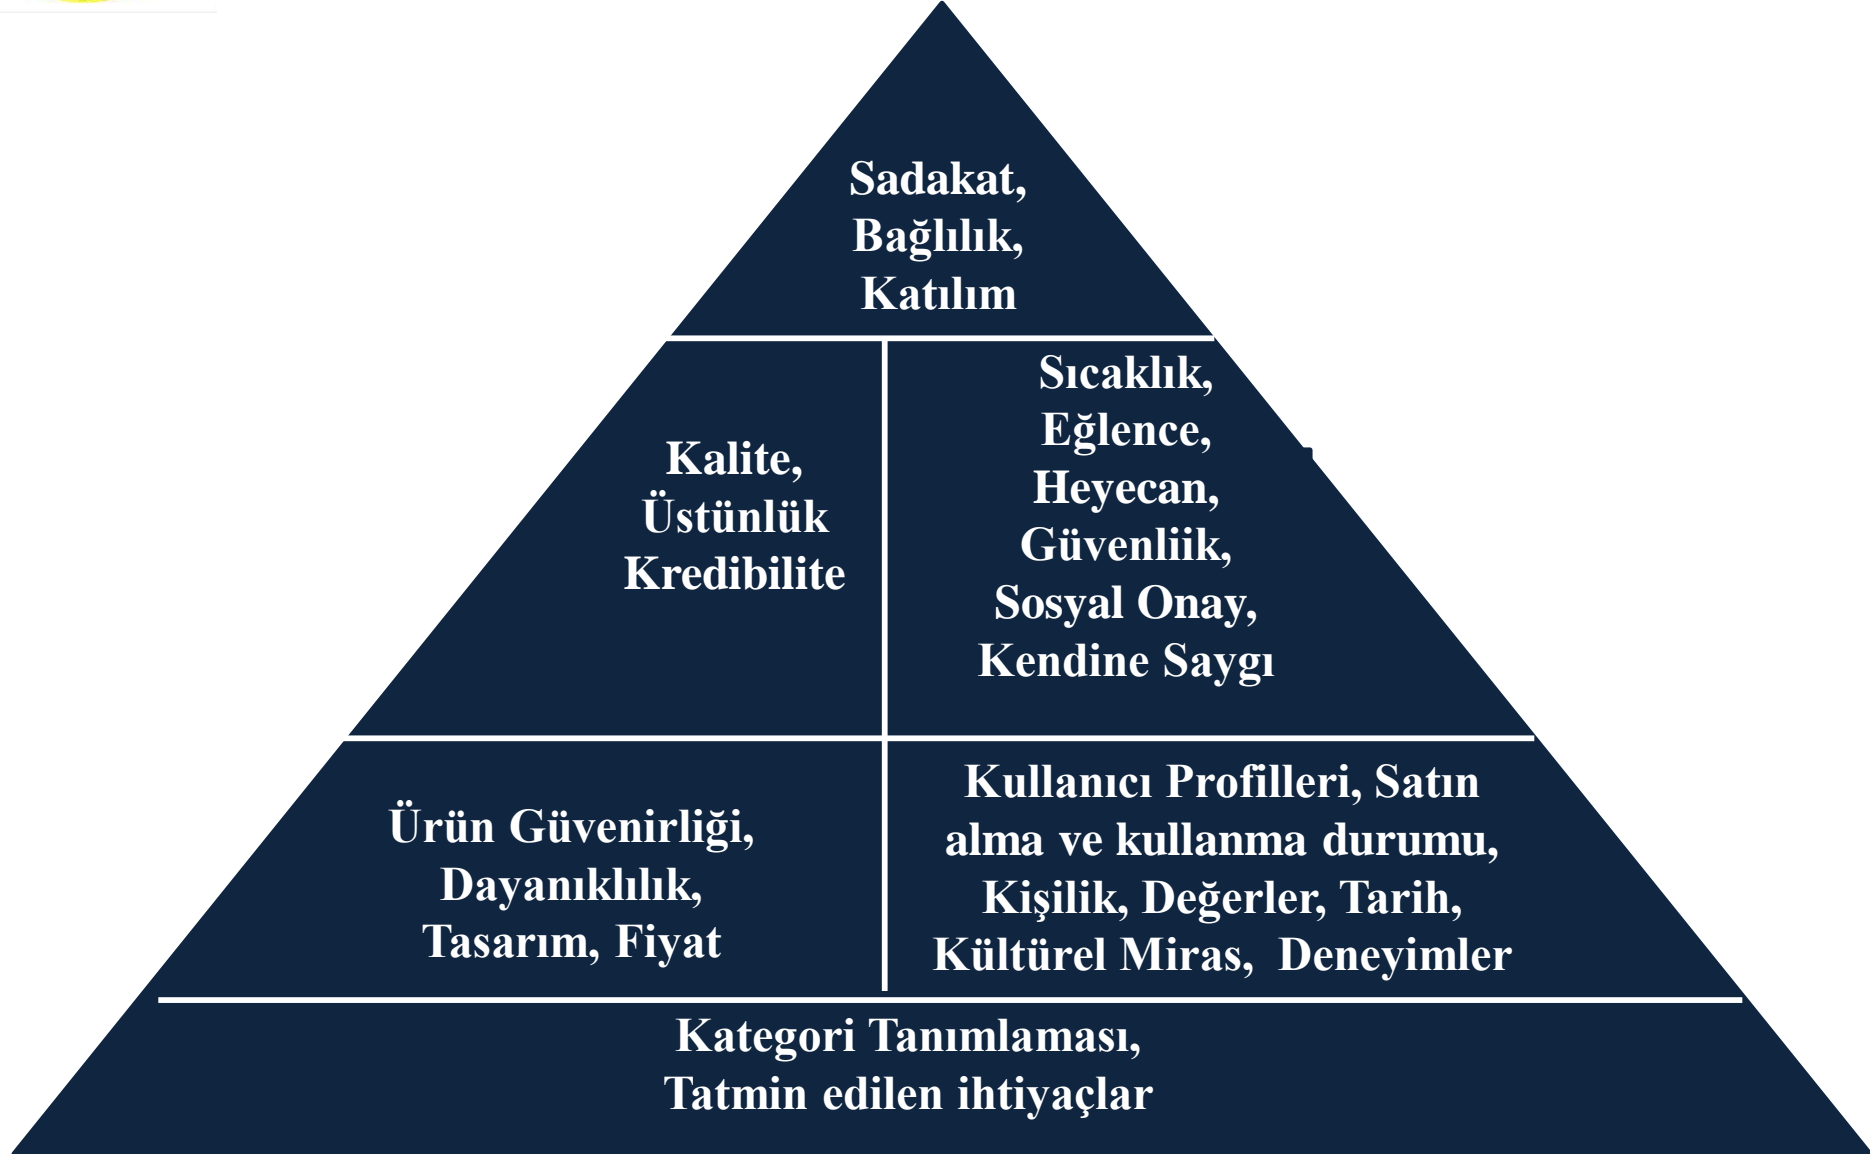 Sadakat,
Bağlılık,
Katılım
Kalite,
Üstünlük
Kredibilite
Sıcaklık,
Eğlence,
Heyecan,
Güvenliik,
Sosyal Onay,
Kendine Saygı
Ürün Güvenirliği,
Dayanıklılık,
Tasarım, Fiyat
Kullanıcı Profilleri, Satın
alma ve kullanma durumu,
Kişilik, Değerler, Tarih,
Kültürel Miras,  Deneyimler
Kategori Tanımlaması,
Tatmin edilen ihtiyaçlar